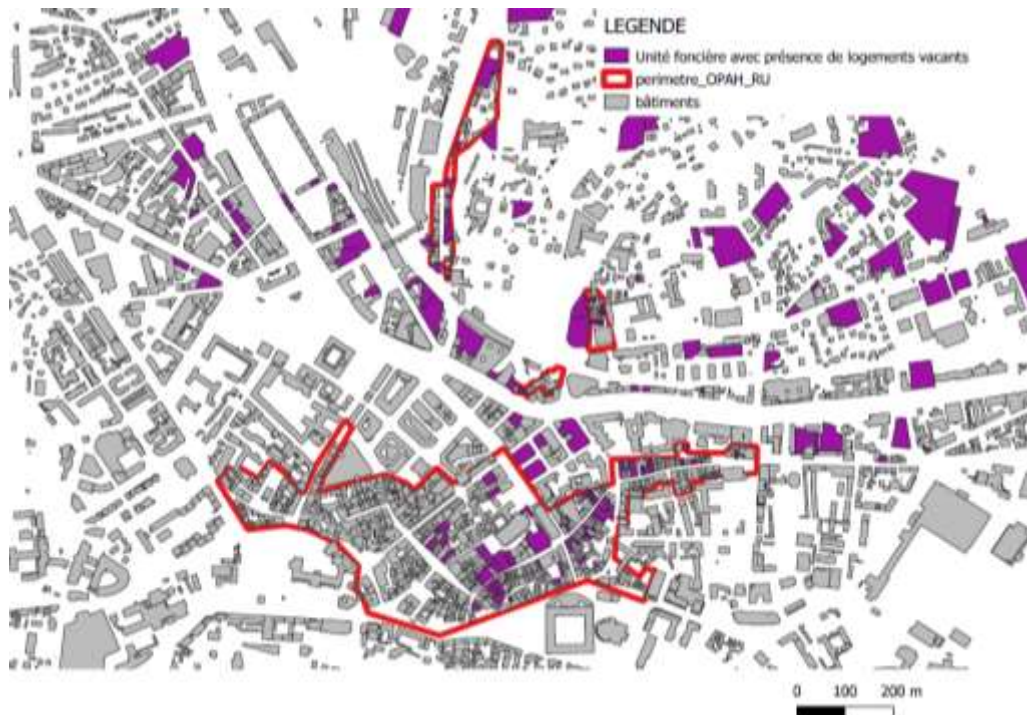 LEGENDE
Unité foncière avec présence de logements vacants
perimetre_OPAH_RU
bâtiments
0 100 200 m